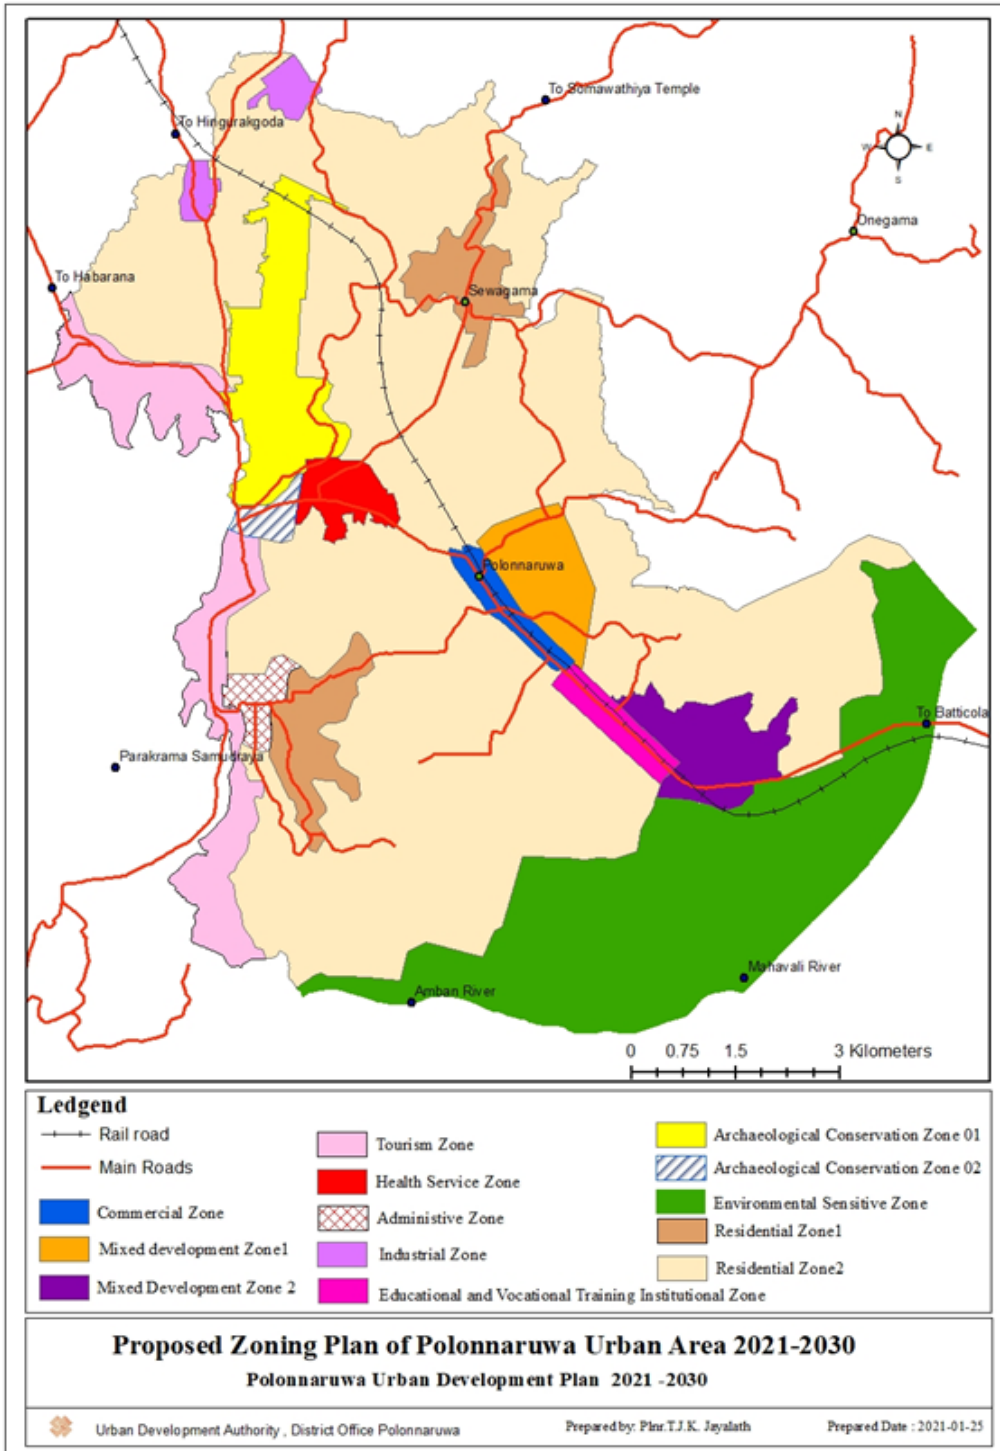 To Somawathiya Temple
To Hingurakgoda
N
W E
S
Onegama
To Habarana
Sewagama
Polonnaruwa
To Batticola
Parakrama Samudraya
Mahavali River
Amban River
0 0.75 1.5 3 Kilometers
Ledgend
Rail road
Main Roads
Commercial Zone
Mixed development Zone1
Mixed Development Zone 2
Tourism Zone
Health Service Zone
Administive Zone
Industrial Zone
Educational and Vocational Training Institutional Zone
Archaeological Conservation Zone 01
Archaeological Conservation Zone 02
Environmental Sensitive Zone
Residential Zone1
Residential Zone2
Proposed Zoning Plan of Polonnaruwa Urban Area 2021-2030
Polonnaruwa Urban Development Plan 2021 -2030
Urban Development Authority , District Office Polonnaruwa
Prepared by: Plnr.T.J.K. Jayalath
Prepared Date : 2021-01-25